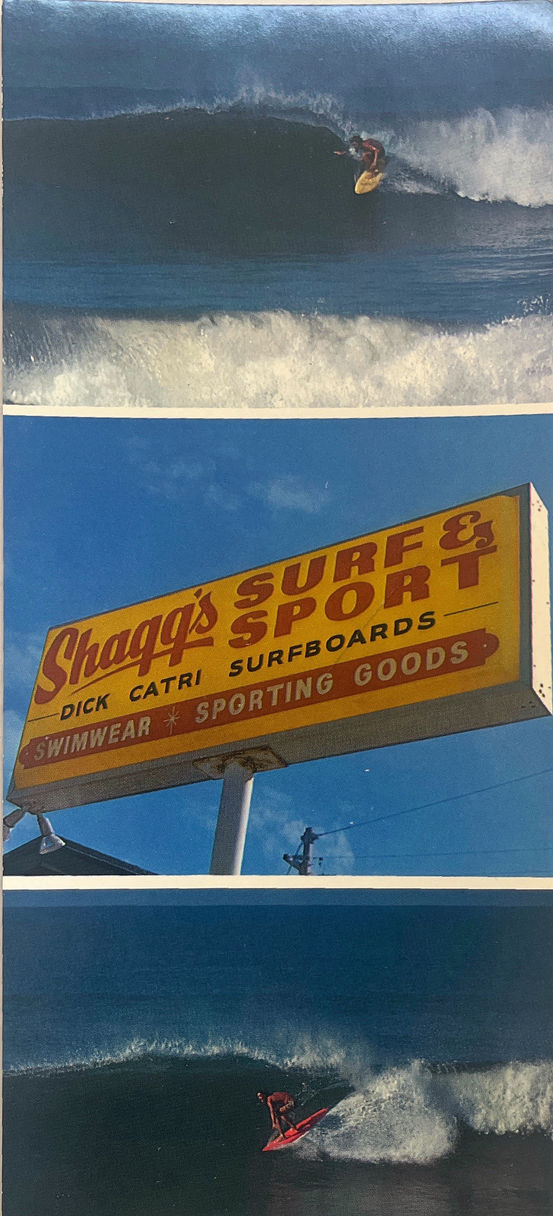 Shagg's SURF &
SPORT
DICK CATRI SURFBOARDS
SWIMWEAR SPORTING GOODS